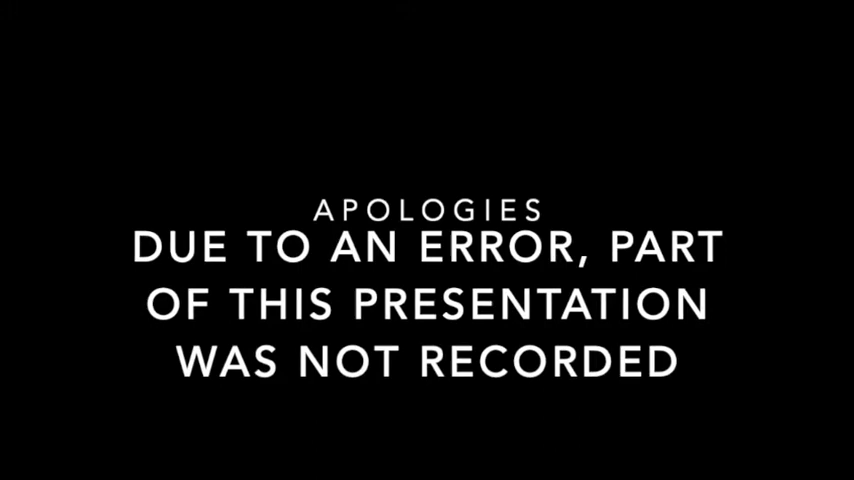 APOLOGIES
DUE TO AN ERROR, PART
OF THIS PRESENTATION
WAS NOT RECORDED